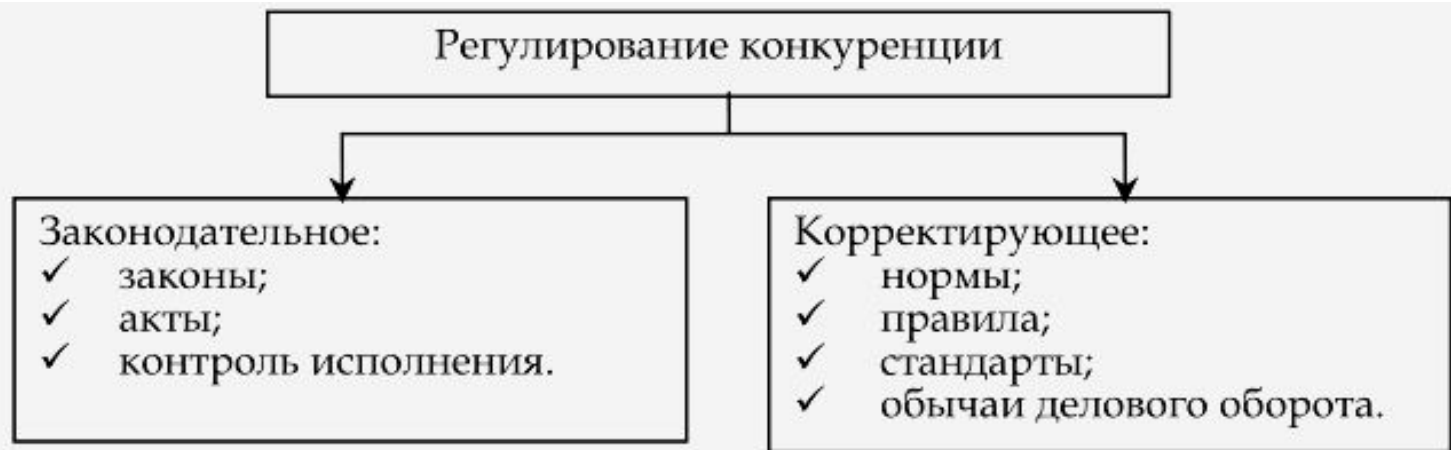 Регулирование конкуренции
Законодательное:
✓ законы;
✓ акты;
✓ контроль исполнения.
Корректирующее:
✓ нормы;
✓ правила;
✓ стандарты;
✓ обычаи делового оборота.